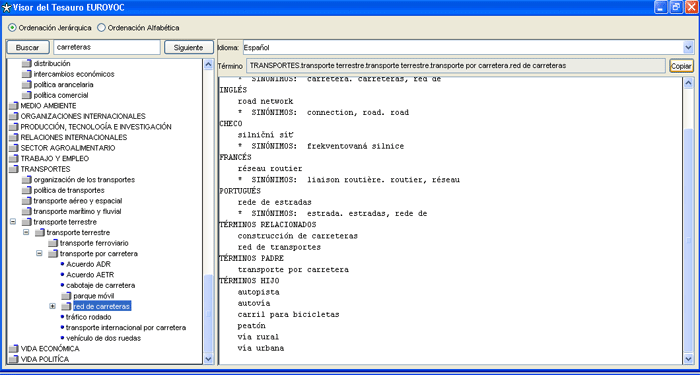 Visor del Tesauro EUROVOC
Ordenación Jerárquica Ordenación Alfabética
Buscar carreteras Siguiente
distribución
intercambios económicos
política arancelaria
política comercial
MEDIO AMBIENTE
ORGANIZACIONES INTERNACIONALES
PRODUCCIÓN, TECNOLOGÍA E INVESTIGACIÓN
RELACIONES INTERNACIONALES
SECTOR AGROALIMENTARIO
TRABAJO Y EMPLEO
TRANSPORTES
organización de los transportes
política de transportes
transporte aéreo y espacial
transporte marítimo y fluvial
transporte terrestre
transporte terrestre
transporte ferroviario
transporte por carretera
Acuerdo ADR
Acuerdo AETR
cabotaje de carretera
parque móvil
red de carreteras
tráfico rodado
transporte internacional por carretera
vehículo de dos ruedas
VIDA ECONÓMICA
VIDA POLITÍCA
Idioma: Español
Término TRANSPORTES.transporte terrestre.transporte terrestre.transporte por carretera.red de carreteras Copiar
* SINÓNIMOS: carretera. carreteras, red de
INGLÉS
road network
* SINÓNIMOS: connection, road. road
CHECO
silniční síť
* SINÓNIMOS: frekventovaná silnice
FRANCÉS
réseau routier
* SINÓNIMOS: liaison routière. routier, réseau
PORTUGUÉS
rede de estradas
* SINÓNIMOS: estrada. estradas, rede de
TÉRMINOS RELACIONADOS
construcción de carreteras
red de transportes
TÉRMINOS PADRE
transporte por carretera
TÉRMINOS HIJO
autopista
autovía
carril para bicicletas
peatón
vía rural
vía urbana